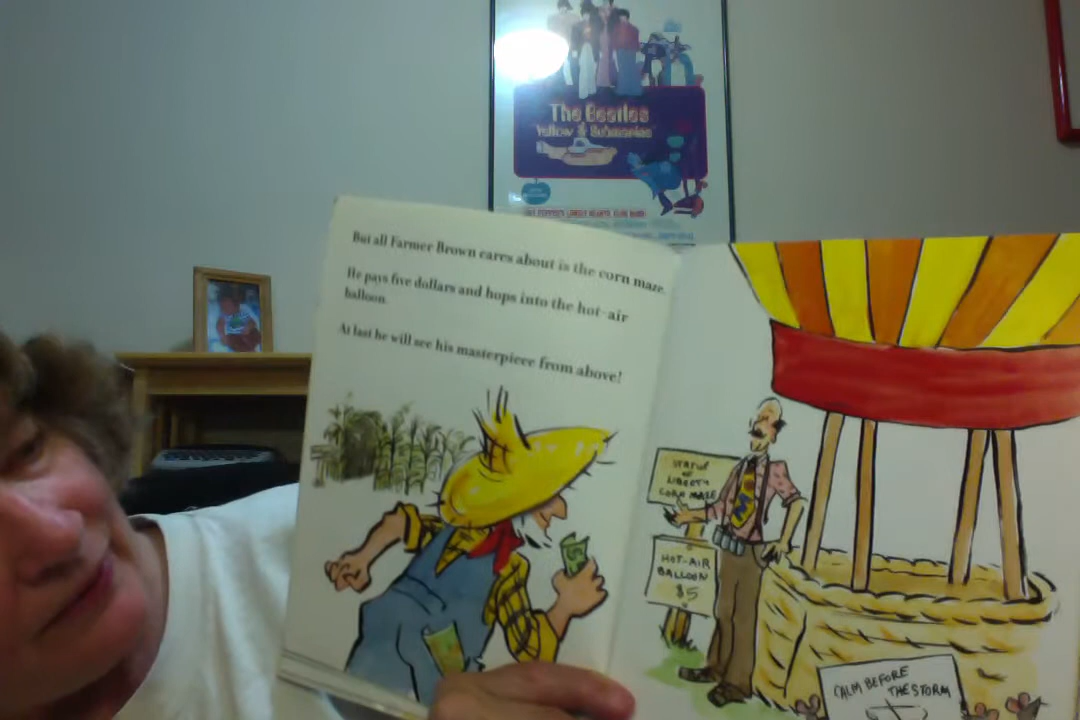 The Beatles
Yellow Submarine
But all Farmer Brown cares about is the corn maze.
He pays five dollars and hops into the hot-air
balloon.
At last he will see his masterpiece from above!
STATUE
OF
LIBERTY
CORN MAZE
HOT-AIR
BALLOON
$5
CALM BEFORE
THE STORM